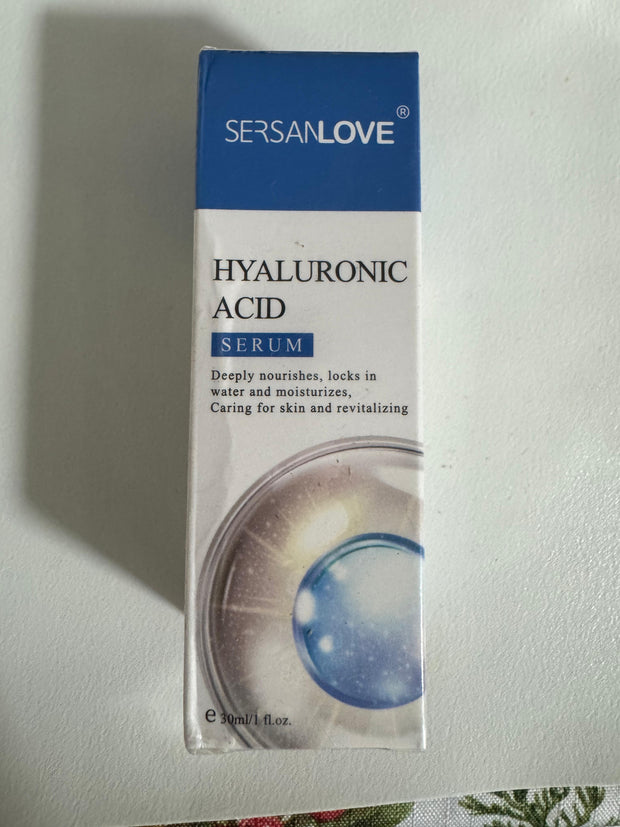 SERSANLOVE®
HYALURONIC
ACID
SERUM
Deeply nourishes, locks in
water and moisturizes,
Caring for skin and revitalizing
℮ 30ml/1 fl.oz.